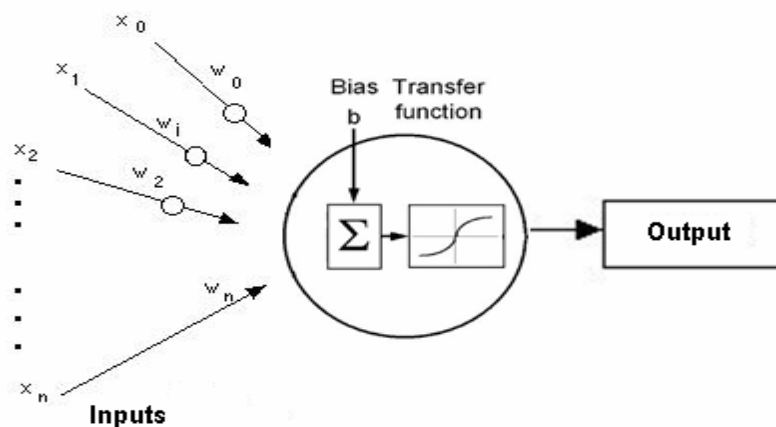 x0
w0
x1
wi
x2
w2
Bias
b
Transfer
function
Σ
Output
wn
xn
Inputs